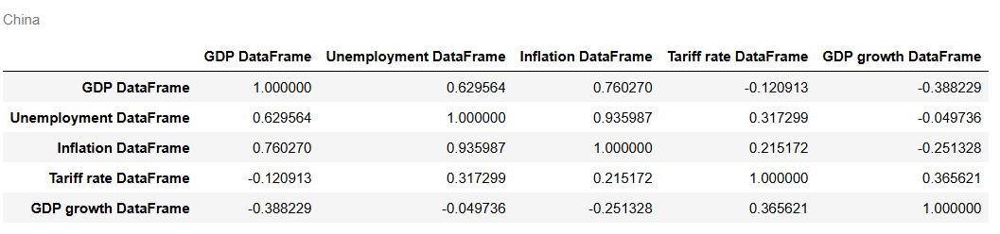 China
GDP DataFrame Unemployment DataFrame Inflation DataFrame Tariff rate DataFrame GDP growth DataFrame
GDP DataFrame 1.000000 0.629564 0.760270 -0.120913 -0.388229
Unemployment DataFrame 0.629564 1.000000 0.935987 0.317299 -0.049736
Inflation DataFrame 0.760270 0.935987 1.000000 0.215172 -0.251328
Tariff rate DataFrame -0.120913 0.317299 0.215172 1.000000 0.365621
GDP growth DataFrame -0.388229 -0.049736 -0.251328 0.365621 1.000000